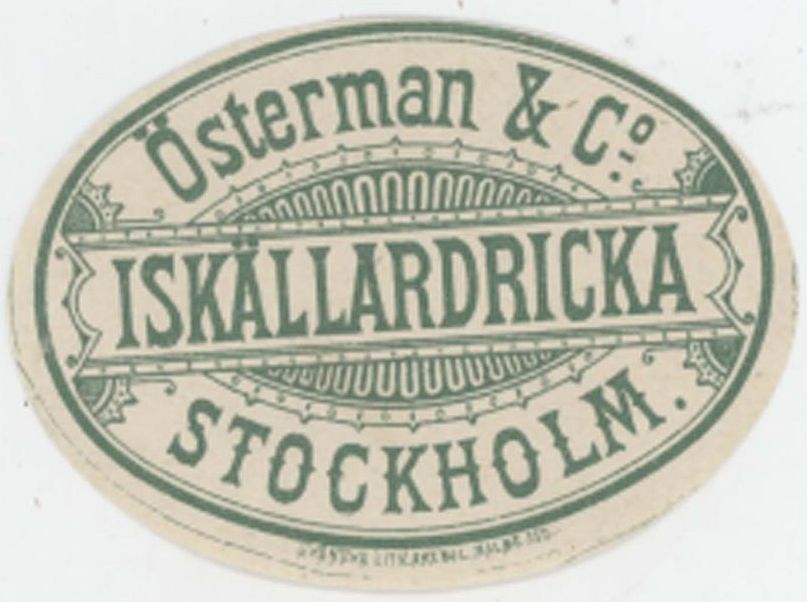 Österman & Co.
ISKÄLLARDRICKA
STOCKHOLM.